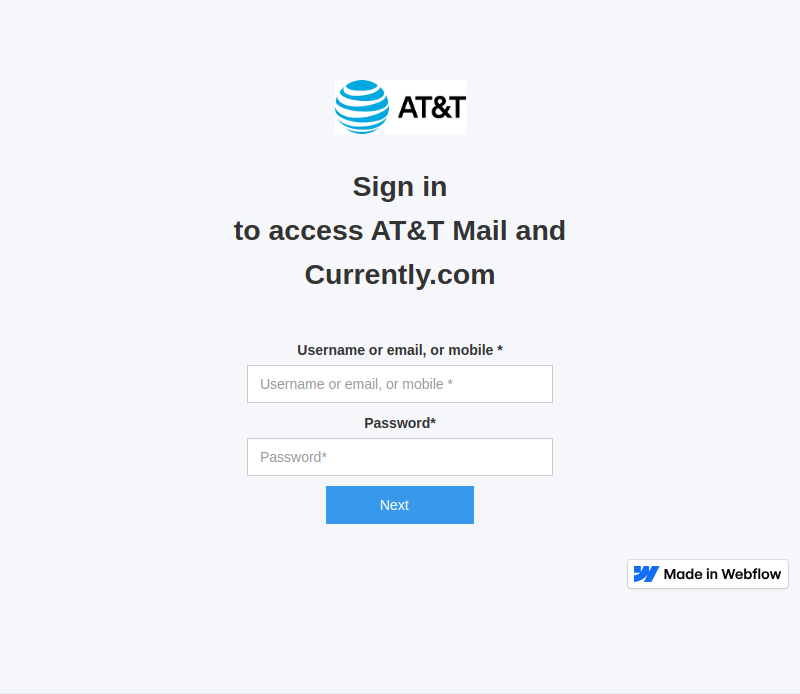 AT&T
Sign in
to access AT&T Mail and
Currently.com
Username or email, or mobile *
Username or email, or mobile *
Password*
Password*
Next
Made in Webflow